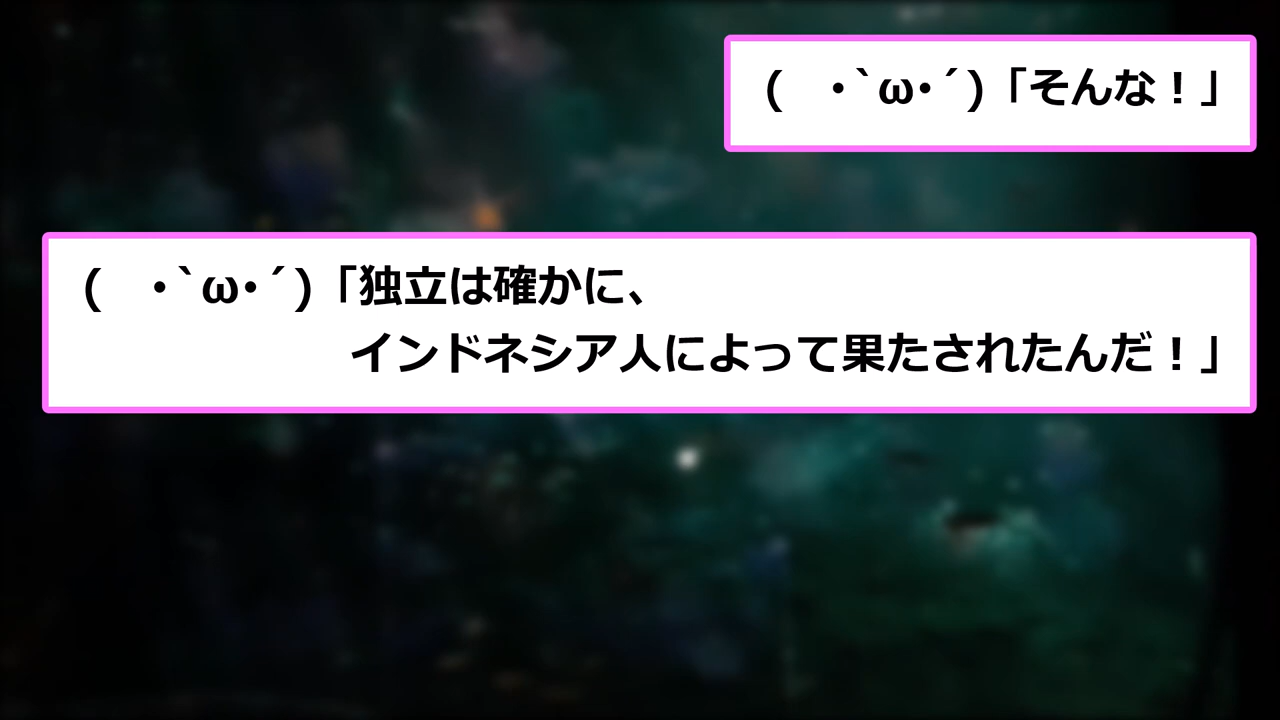 (　・`ω・´)「そんな！」
(　・`ω・´)「独立は確かに、
インドネシア人によって果たされたんだ！」